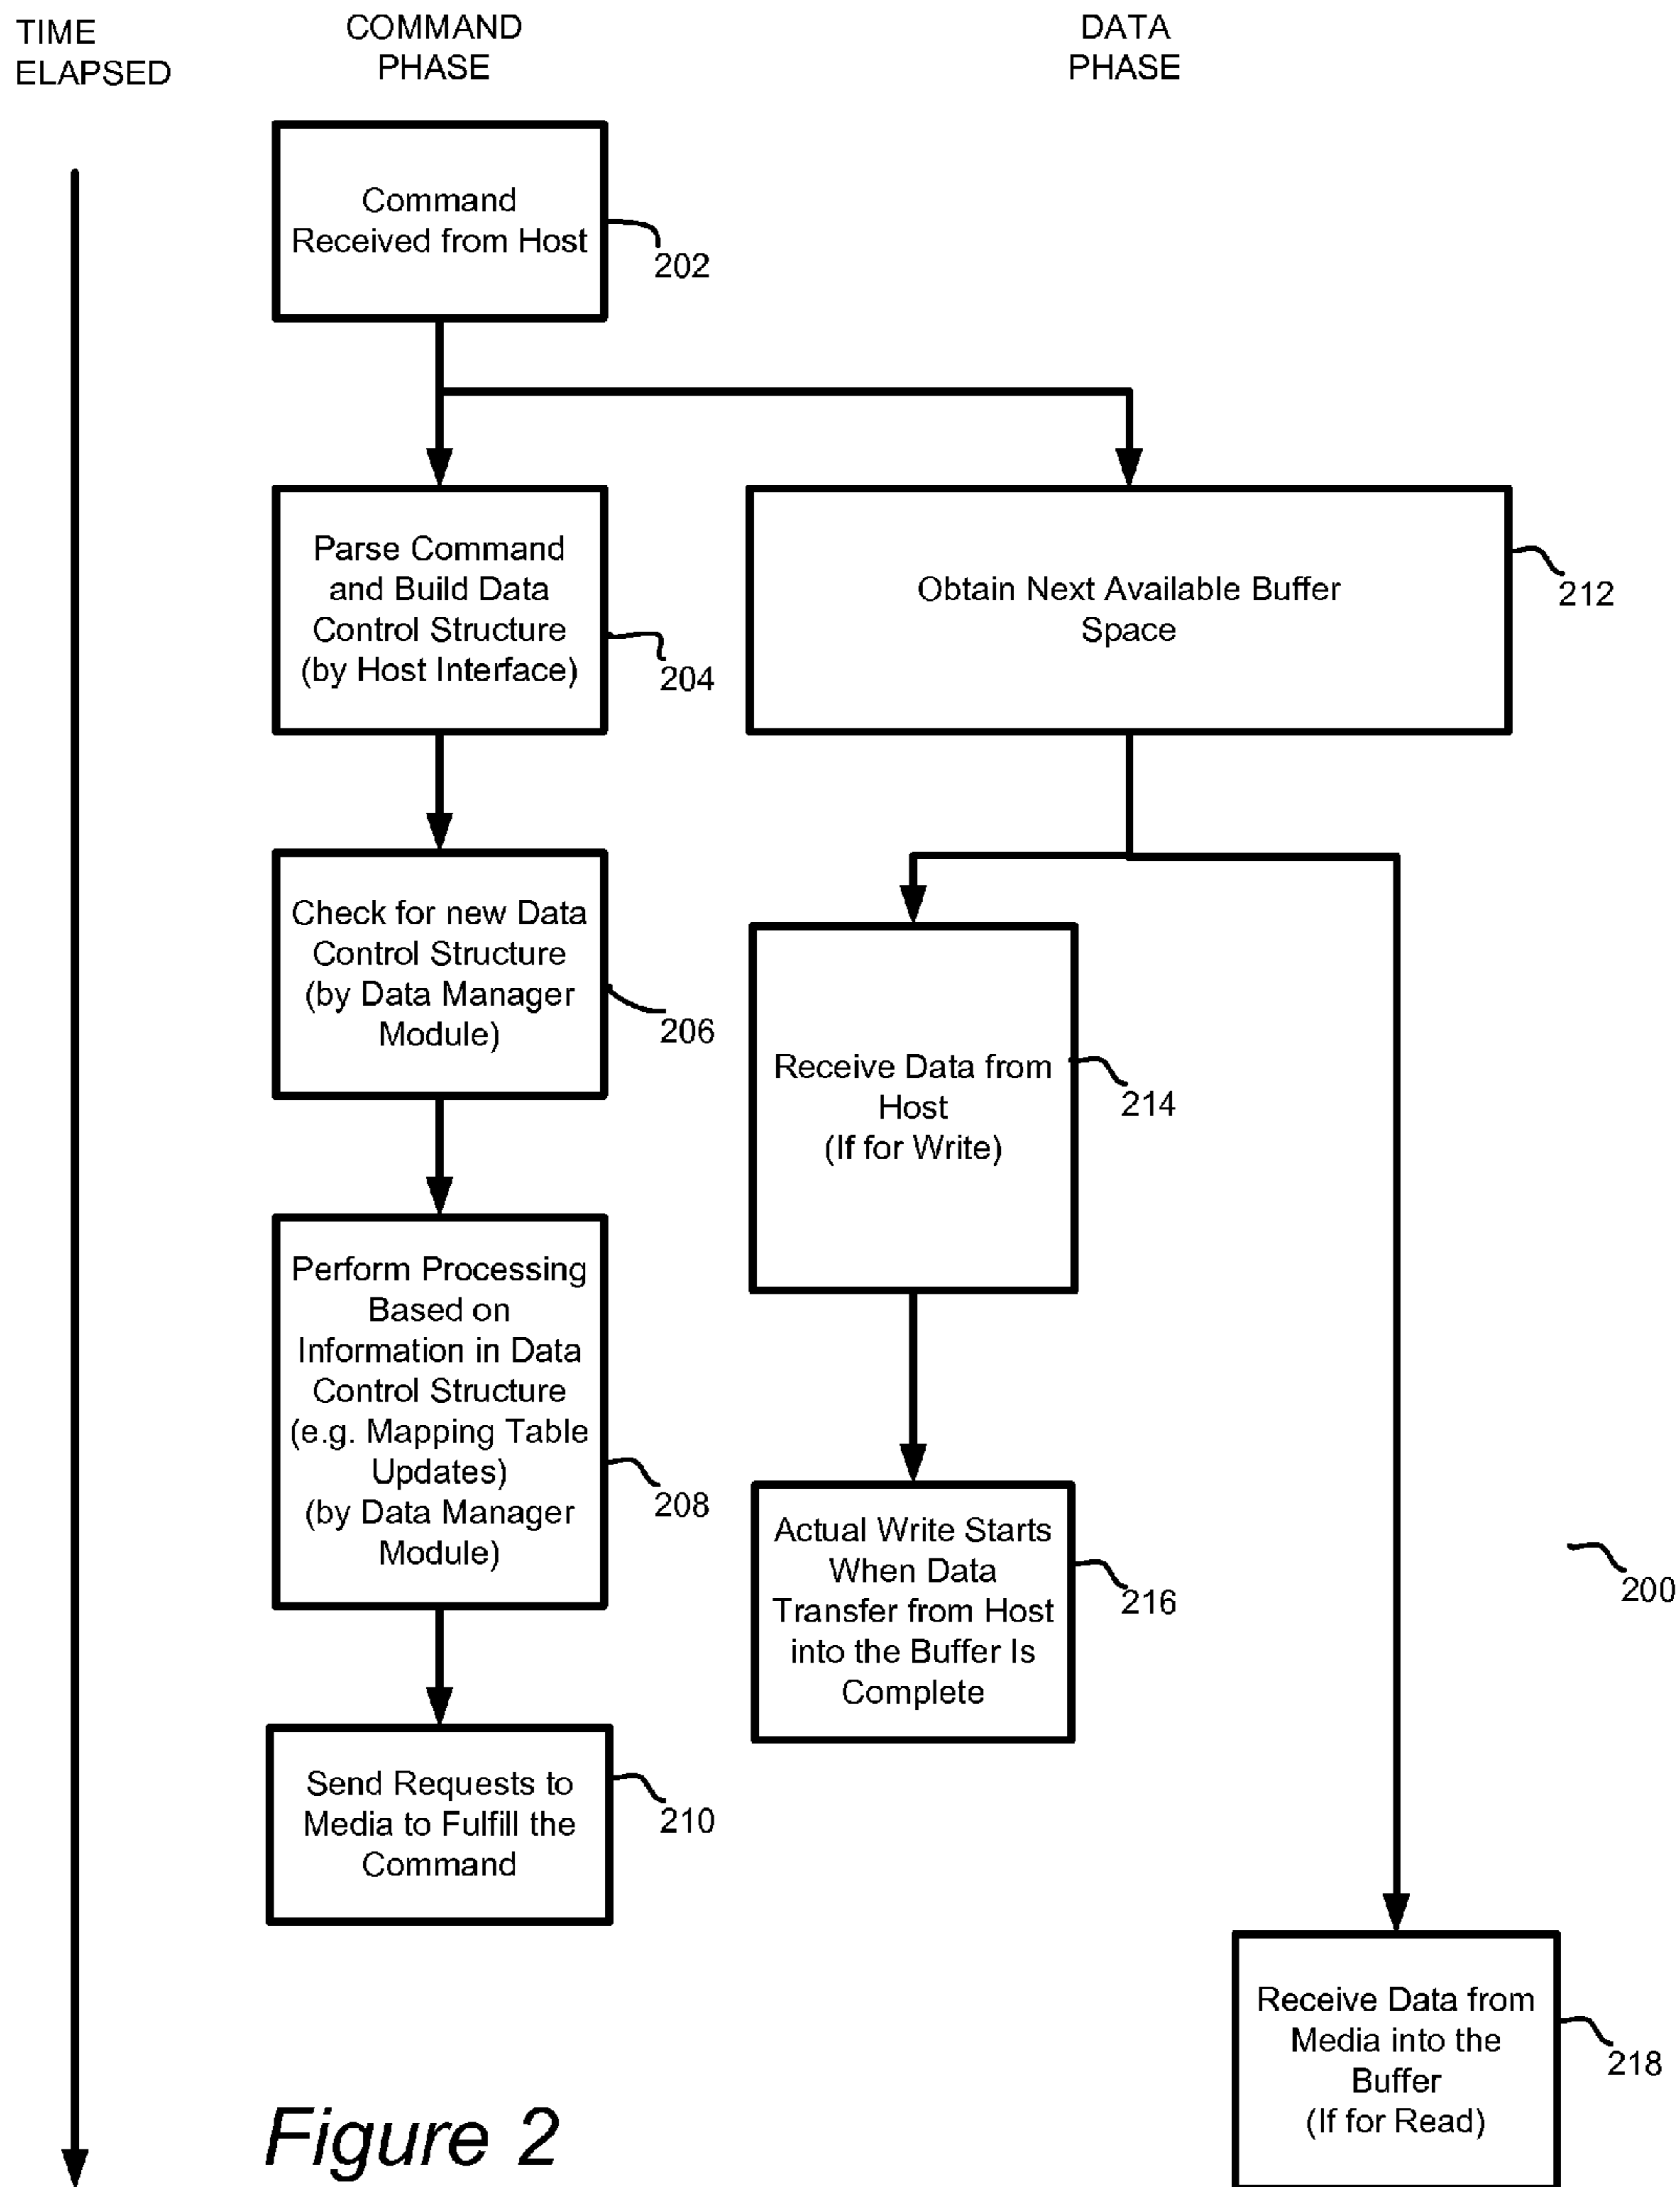 TIME
ELAPSED
COMMAND
PHASE
DATA
PHASE
Command
Received from Host
202
Parse Command
and Build Data
Control Structure
(by Host Interface)
204
Obtain Next Available Buffer
Space
212
Check for new Data
Control Structure
(by Data Manager
Module)
206
Receive Data from
Host
(If for Write)
214
Perform Processing
Based on
Information in Data
Control Structure
(e.g. Mapping Table
Updates)
(by Data Manager
Module)
208
Actual Write Starts
When Data
Transfer from Host
into the Buffer Is
Complete
216
200
Send Requests to
Media to Fulfill the
Command
210
Receive Data from
Media into the
Buffer
(If for Read)
218
Figure 2